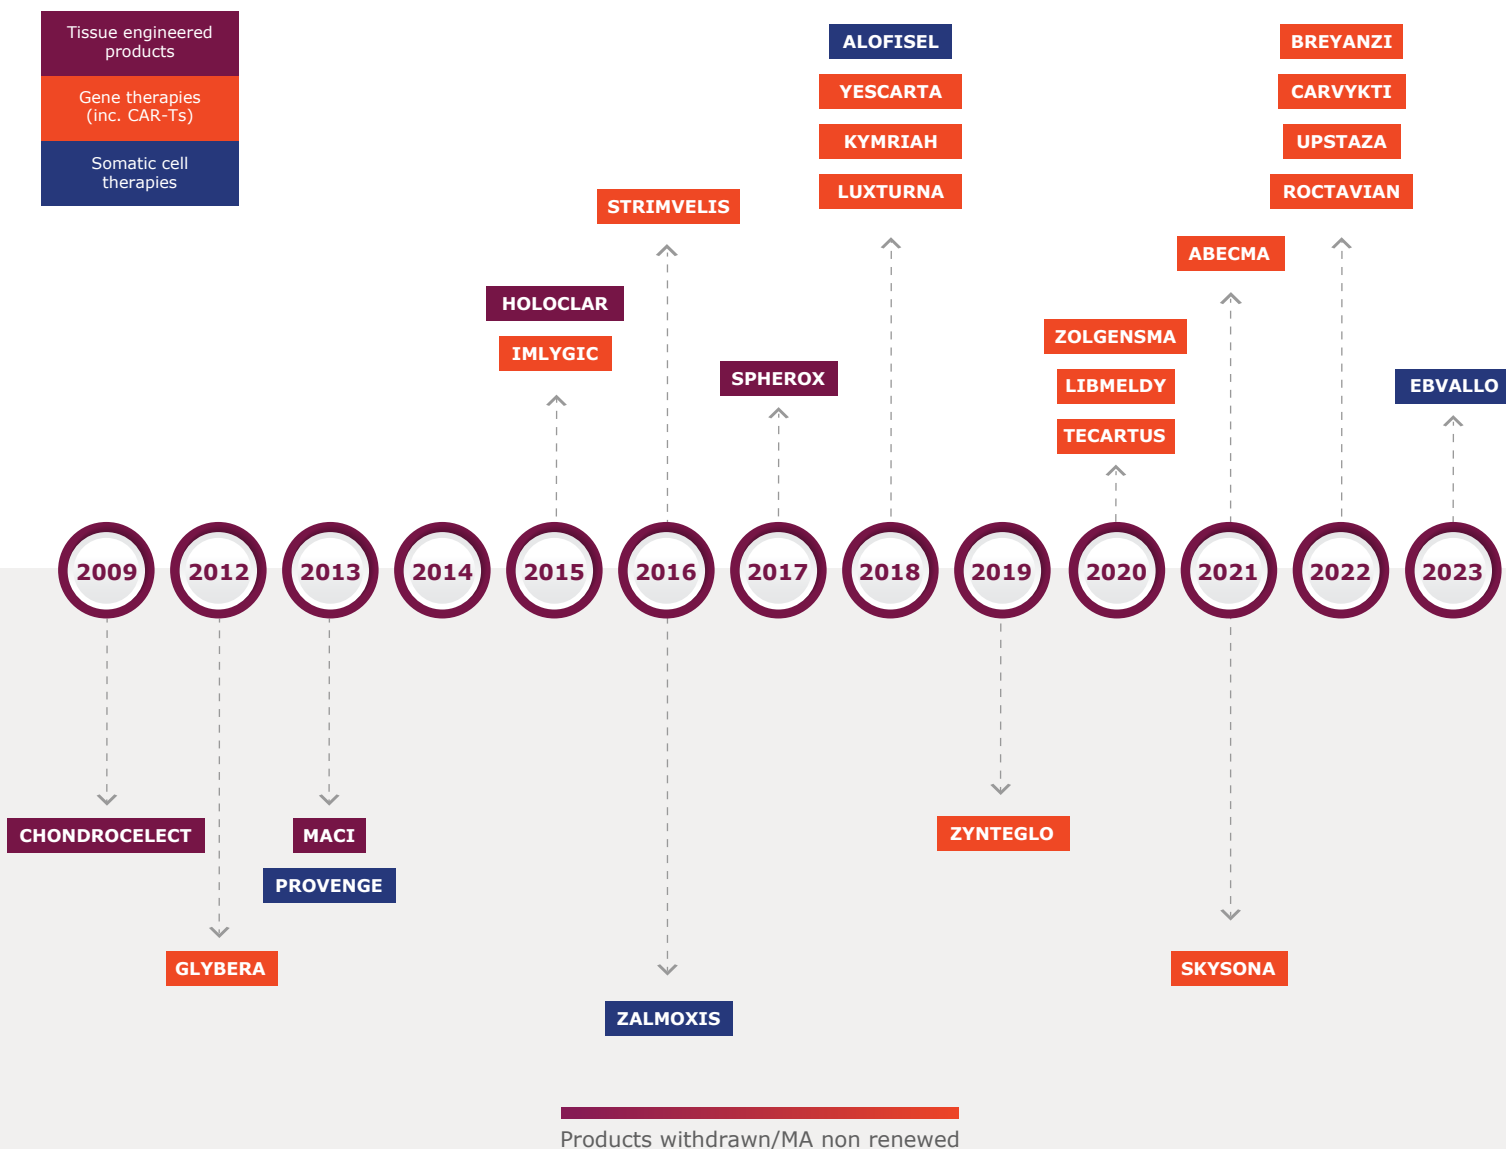 Tissue engineered
products
Gene therapies
(inc. CAR-Ts)
Somatic cell
therapies
ALOFISEL
YESCARTA
KYMRIAH
LUXTURNA
BREYANZI
CARVYKTI
UPSTAZA
ROCTAVIAN
STRIMVELIS
ABECMA
HOLOCLAR
IMLYGIC
ZOLGENSMA
LIBMELDY
TECARTUS
SPHEROX
EBVALLO
2009
2012
2013
2014
2015
2016
2017
2018
2019
2020
2021
2022
2023
CHONDROCELECT
MACI
PROVENGE
ZYNTEGLO
GLYBERA
SKYSONA
ZALMOXIS
Products withdrawn/MA non renewed